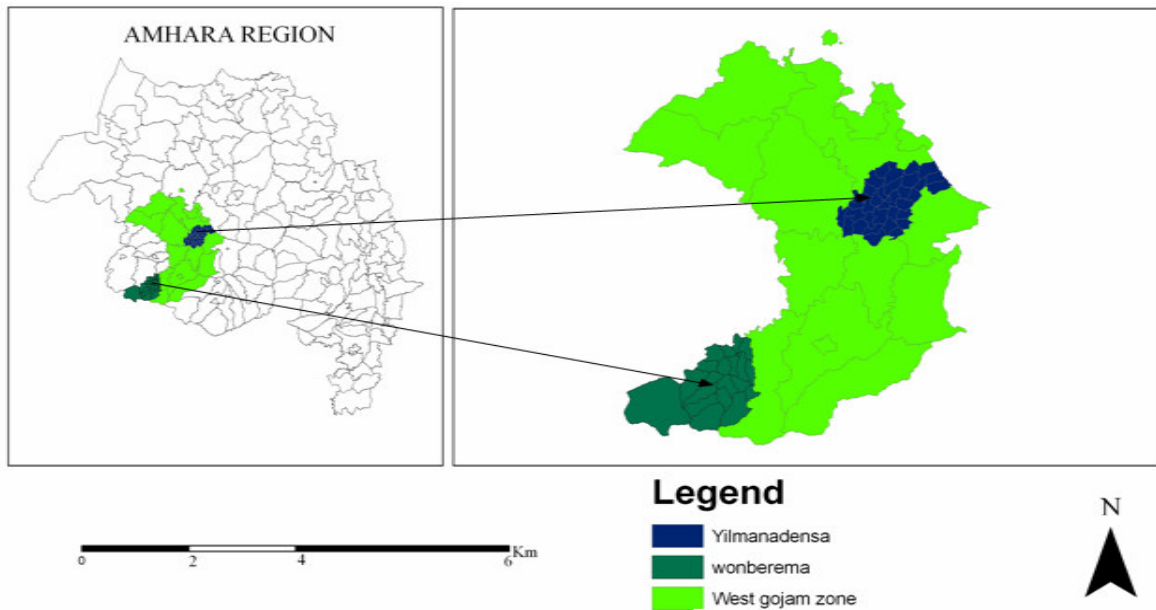 AMHARA REGION
Legend
Yilmanadensa
wonberema
West gojam zone
N
0 2 4 6 Km